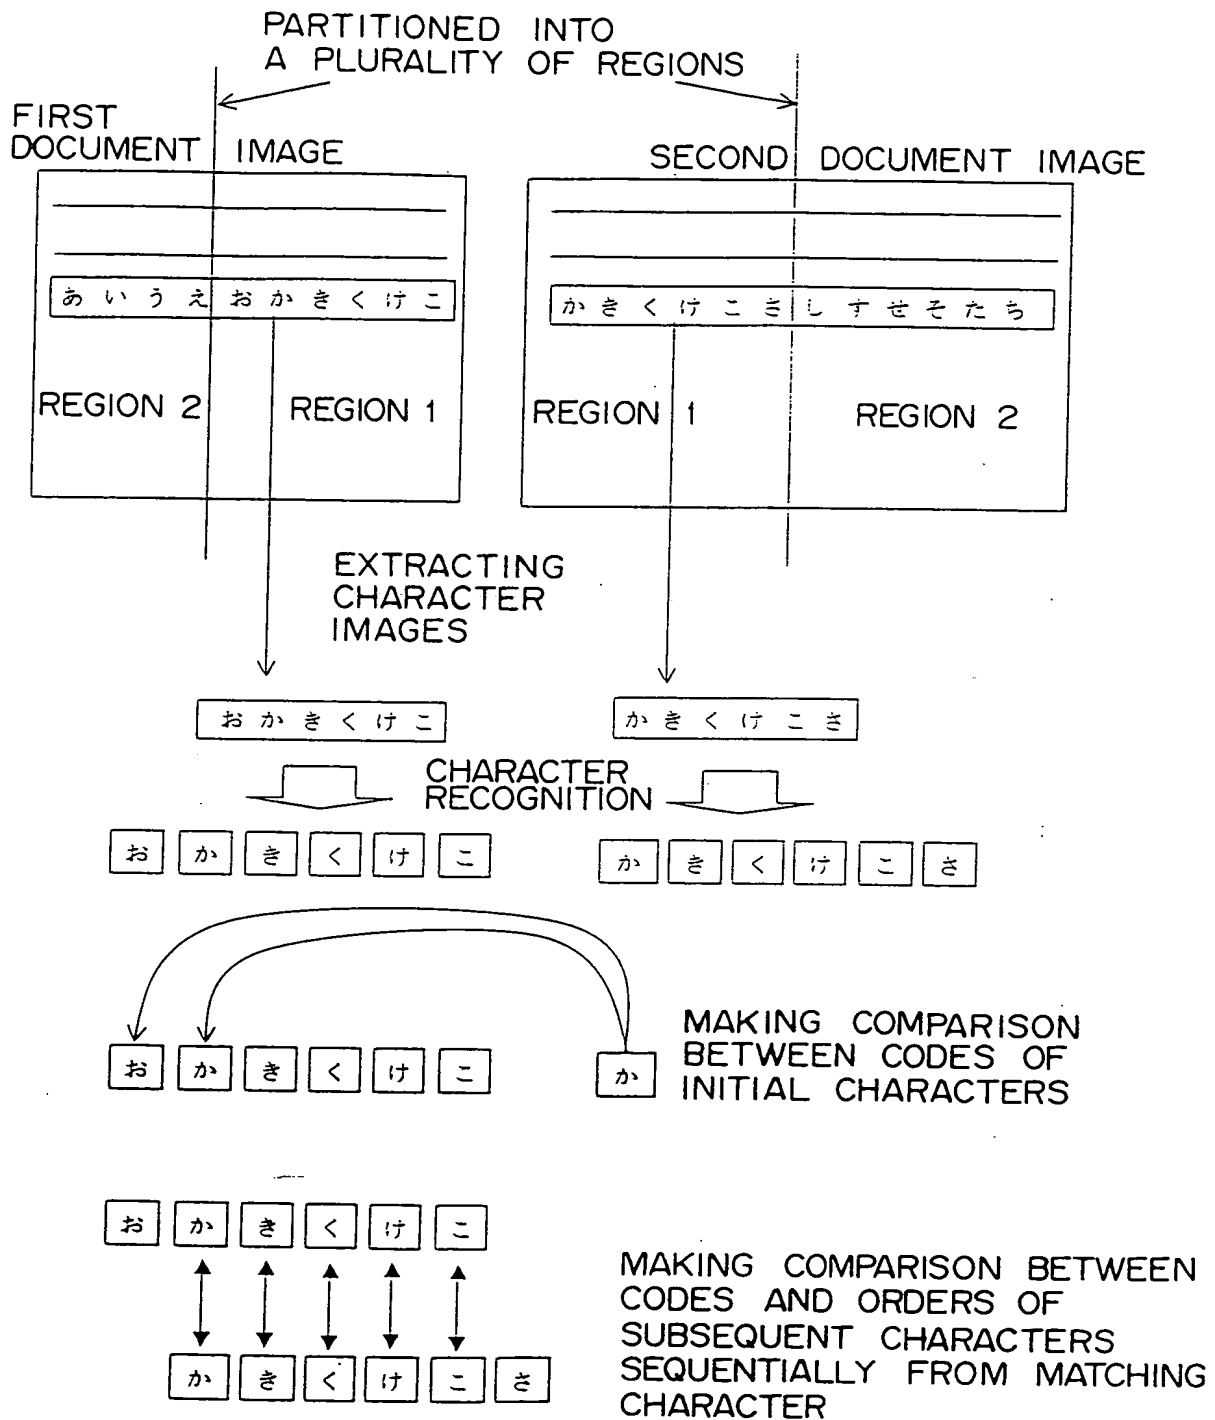 PARTITIONED INTO
A PLURALITY OF REGIONS
FIRST
DOCUMENT IMAGE
SECOND DOCUMENT IMAGE
あいうえおかきくけこ
かきくけこさしすせそたち
REGION 2
REGION 1
REGION 1
REGION 2
EXTRACTING
CHARACTER
IMAGES
おかきくけこ
かきくけこさ
CHARACTER
RECOGNITION
お か き く け こ
か き く け こ さ
お か き く け こ
か
MAKING COMPARISON
BETWEEN CODES OF
INITIAL CHARACTERS
お か き く け こ
か き く け こ さ
MAKING COMPARISON BETWEEN
CODES AND ORDERS OF
SUBSEQUENT CHARACTERS
SEQUENTIALLY FROM MATCHING
CHARACTER